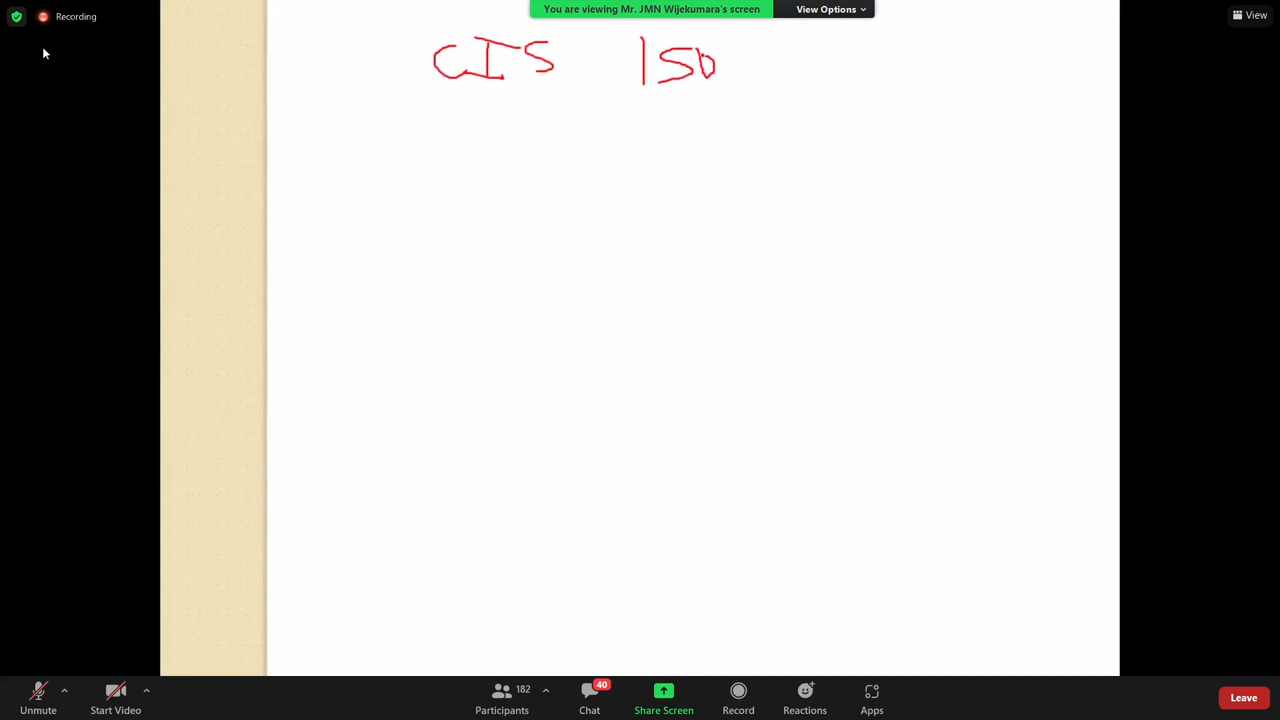 Recording
You are viewing Mr. JMN Wijekumara's screen
View Options
View
CIS 150
Unmute
Start Video
182
Participants
40
Chat
Share Screen
Record
Reactions
Apps
Leave